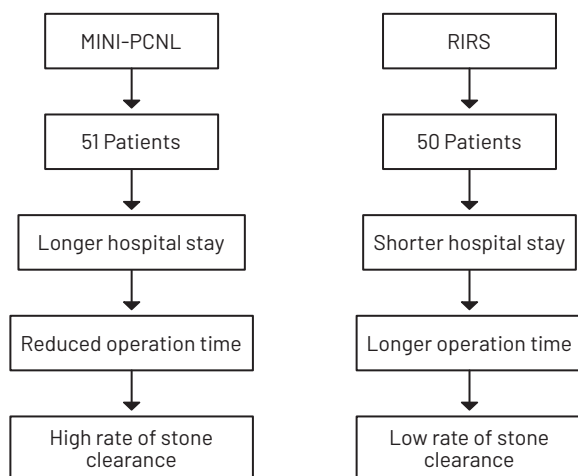 MINI-PCNL
51 Patients
Longer hospital stay
Reduced operation time
High rate of stone
clearance
RIRS
50 Patients
Shorter hospital stay
Longer operation time
Low rate of stone
clearance